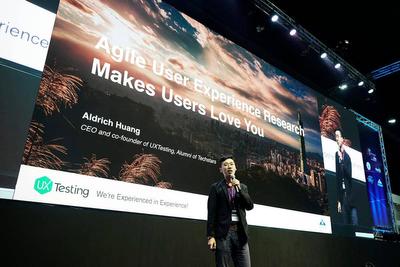 Agile User Experience Research
Makes Users Love You
Aldrich Huang
CEO and co-founder of UXTesting, Alumni of Techstars
UX Testing
We're Experienced in Experience!
xperience